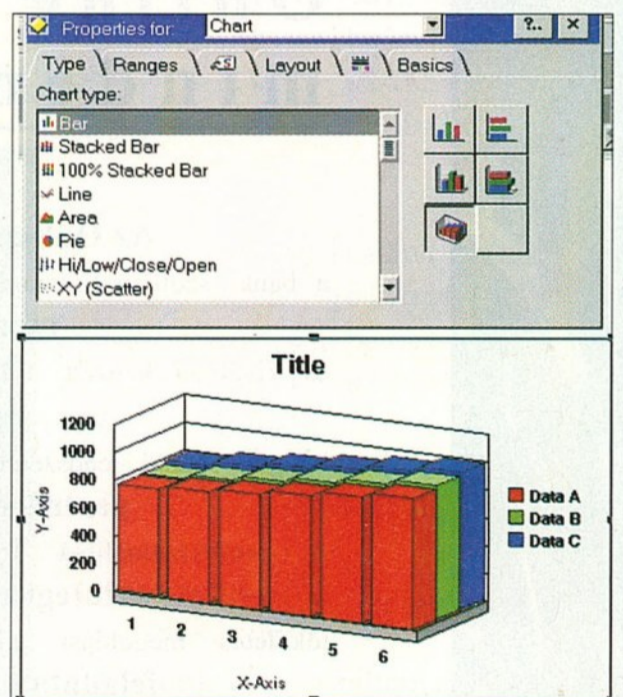 Properties for: Chart ?..
Type Ranges Layout Basics
Chart type:
Bar
Stacked Bar
100% Stacked Bar
Line
Area
Pie
Hi/Low/Close/Open
XY (Scatter)
Title
1200
1000
800
600
400
200
0
Y-Axis
1 2 3 4 5 6
X-Axis
Data A
Data B
Data C